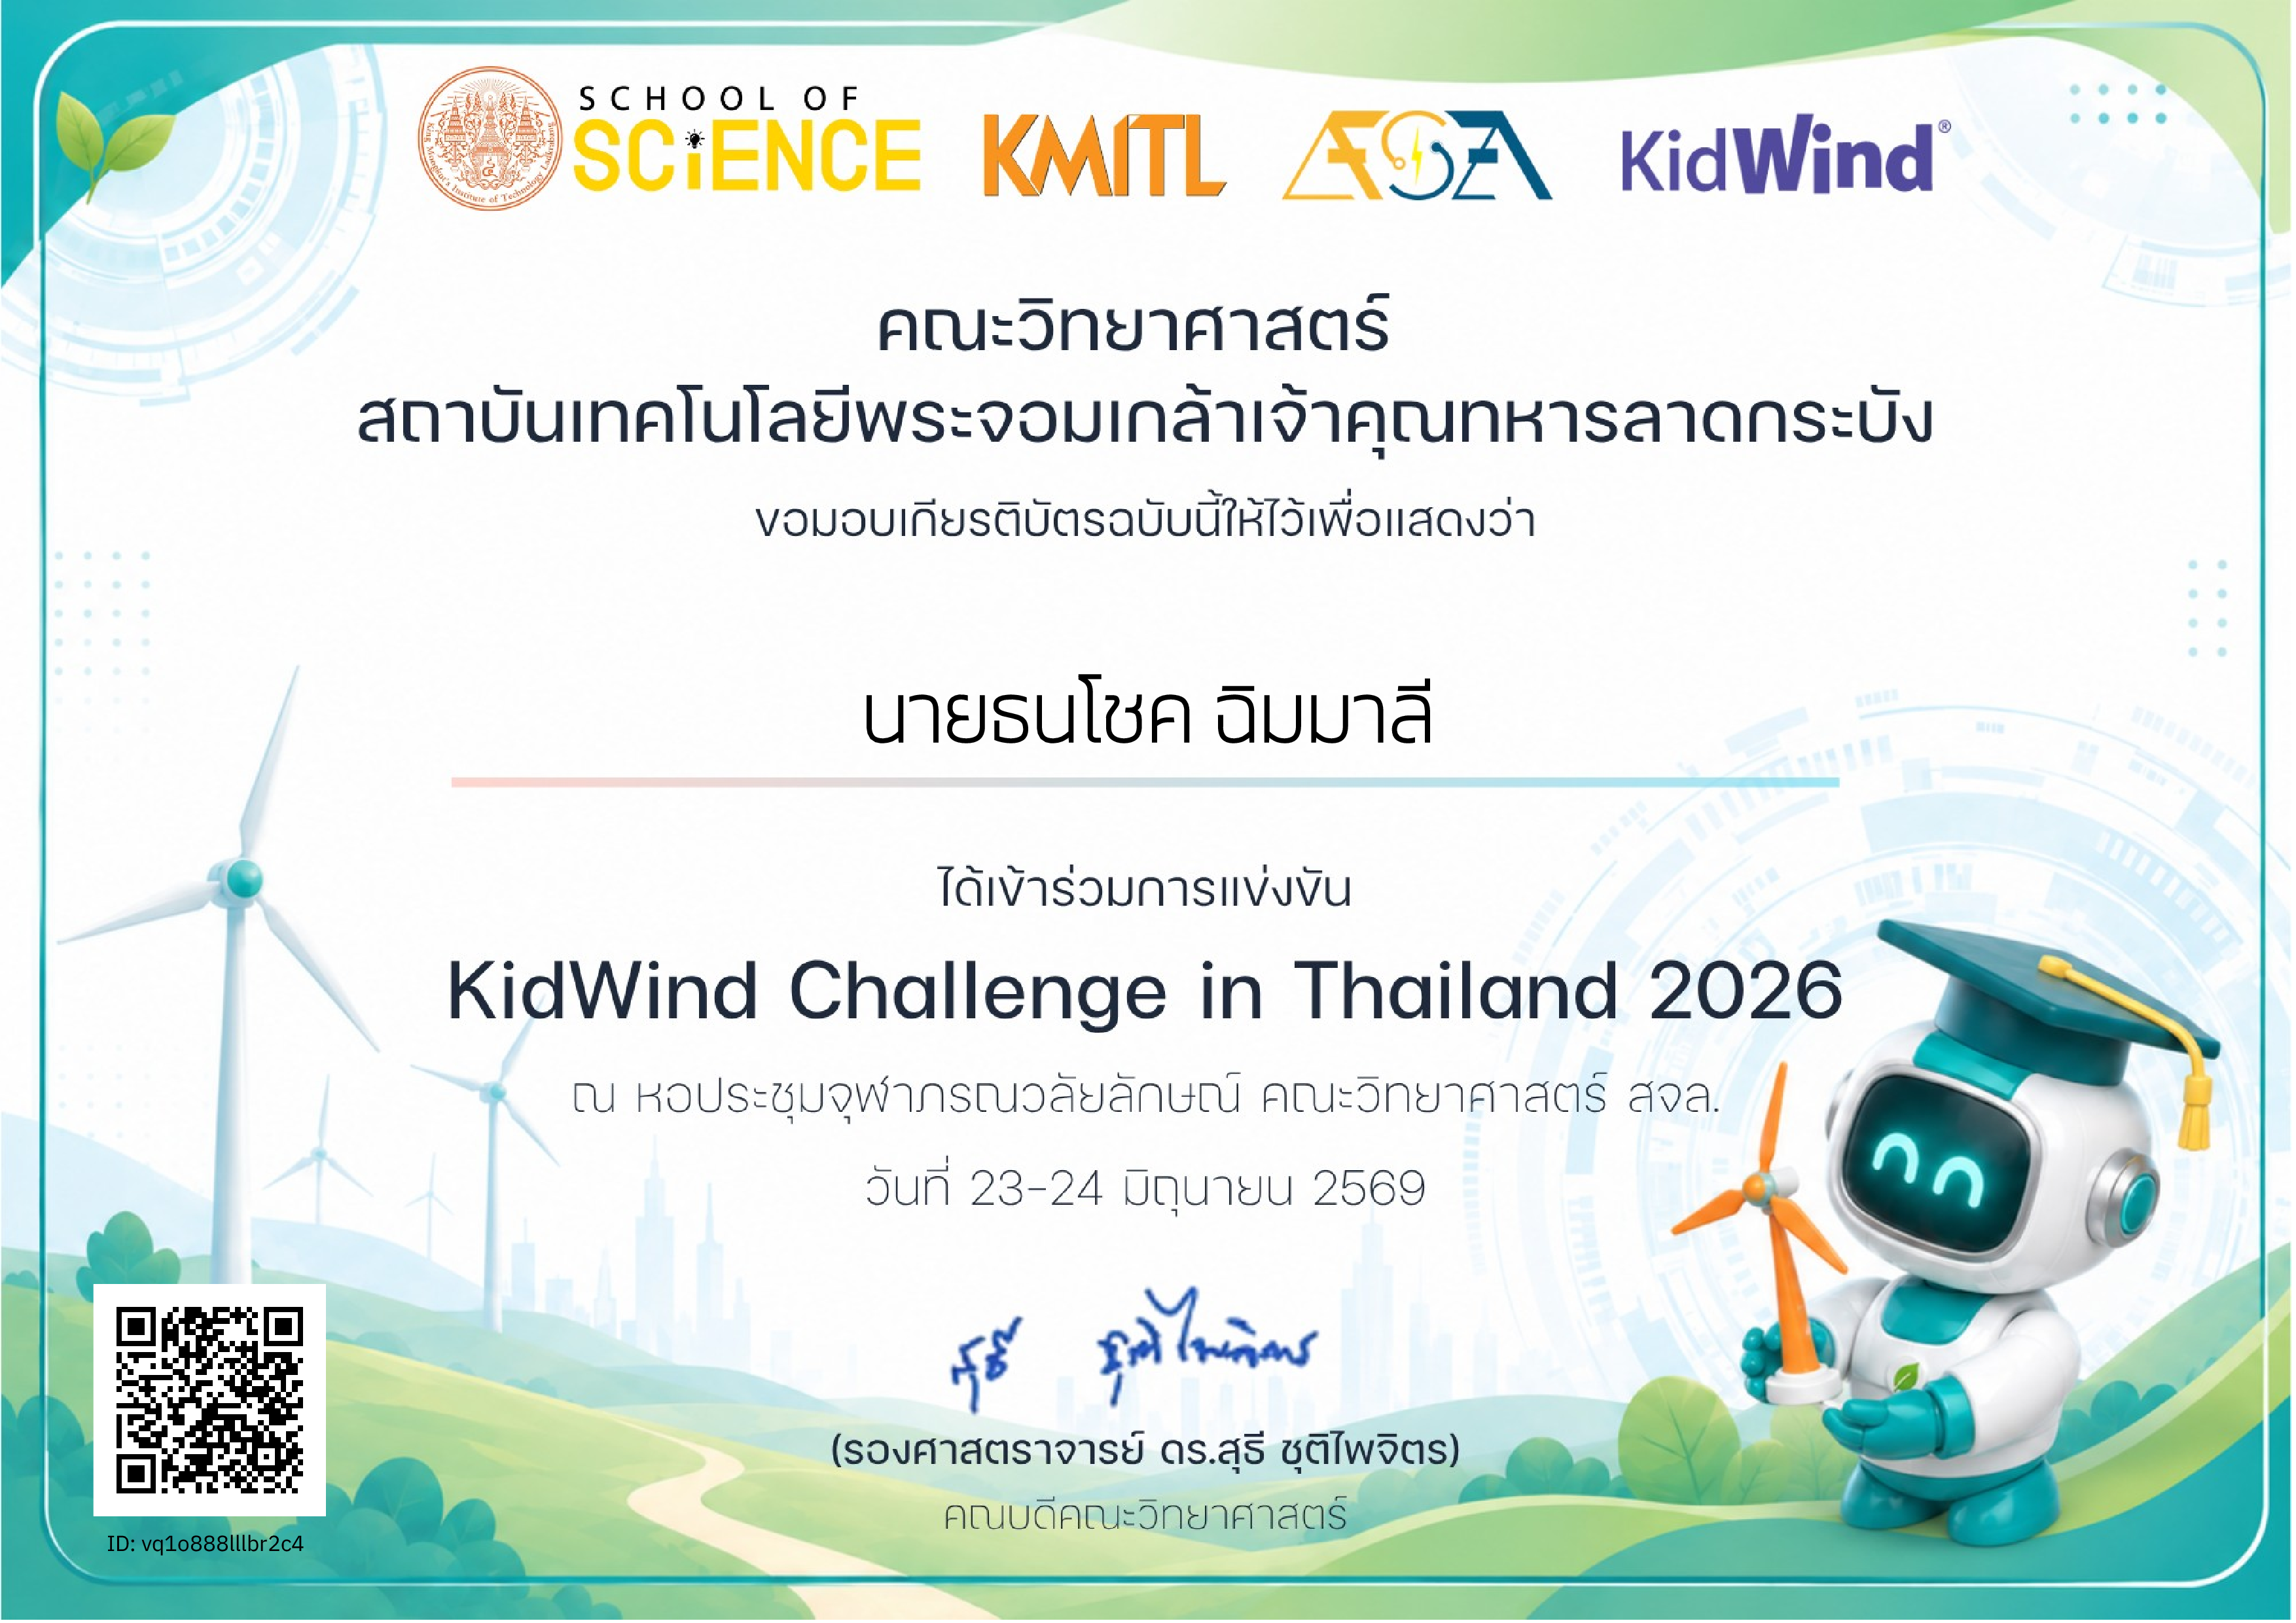 SCHOOL OF
SCiENCE
King Mongkut's Institute of Technology Ladkrabang
KMITL
KidWind®
คณะวิทยาศาสตร์
สถาบันเทคโนโลยีพระจอมเกล้าเจ้าคุณทหารลาดกระบัง
ขอมอบเกียรติบัตรฉบับนี้ให้ไว้เพื่อแสดงว่า
นายธนโชค ฉิมมาลี
ได้เข้าร่วมการแข่งขัน
KidWind Challenge in Thailand 2026
ณ หอประชุมจุฬาภรณวลัยลักษณ์ คณะวิทยาศาสตร์ สจล.
วันที่ 23-24 มิถุนายน 2569
(รองศาสตราจารย์ ดร.สุธี ชุติไพจิตร)
คณบดีคณะวิทยาศาสตร์
ID: vq1o888lllbr2c4